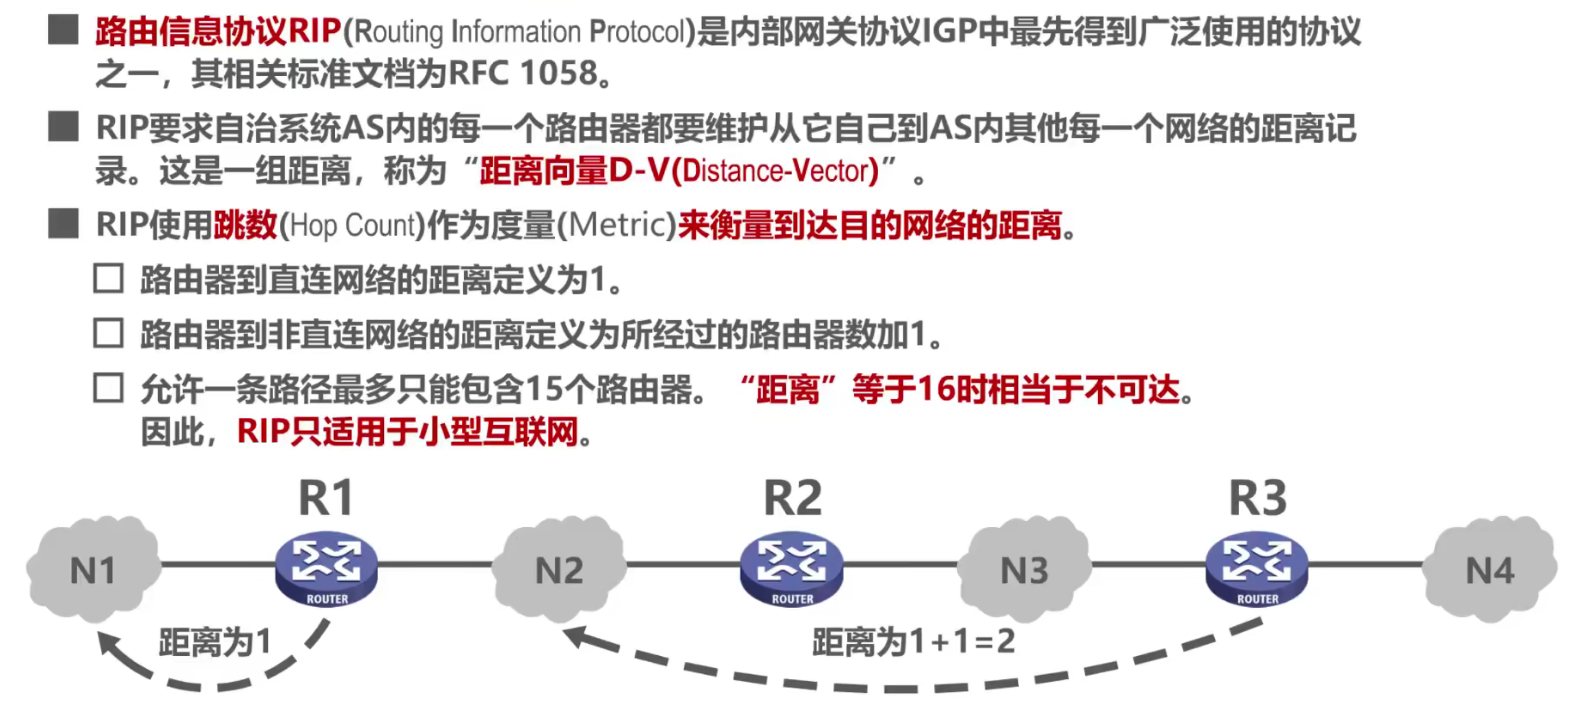 路由信息协议RIP(Routing Information Protocol)是内部网关协议IGP中最先得到广泛使用的协议
之一，其相关标准文档为RFC 1058。
RIP要求自治系统AS内的每一个路由器都要维护从它自己到AS内其他每一个网络的距离记
录。这是一组距离，称为“距离向量D-V(Distance-Vector)”。
RIP使用跳数(Hop Count)作为度量(Metric)来衡量到达目的网络的距离。
路由器到直连网络的距离定义为1。
路由器到非直连网络的距离定义为所经过的路由器数加1。
允许一条路径最多只能包含15个路由器。“距离”等于16时相当于不可达。
因此，RIP只适用于小型互联网。
R1 R2 R3
N1 N2 N3 N4
ROUTER ROUTER ROUTER
距离为1 距离为1+1=2